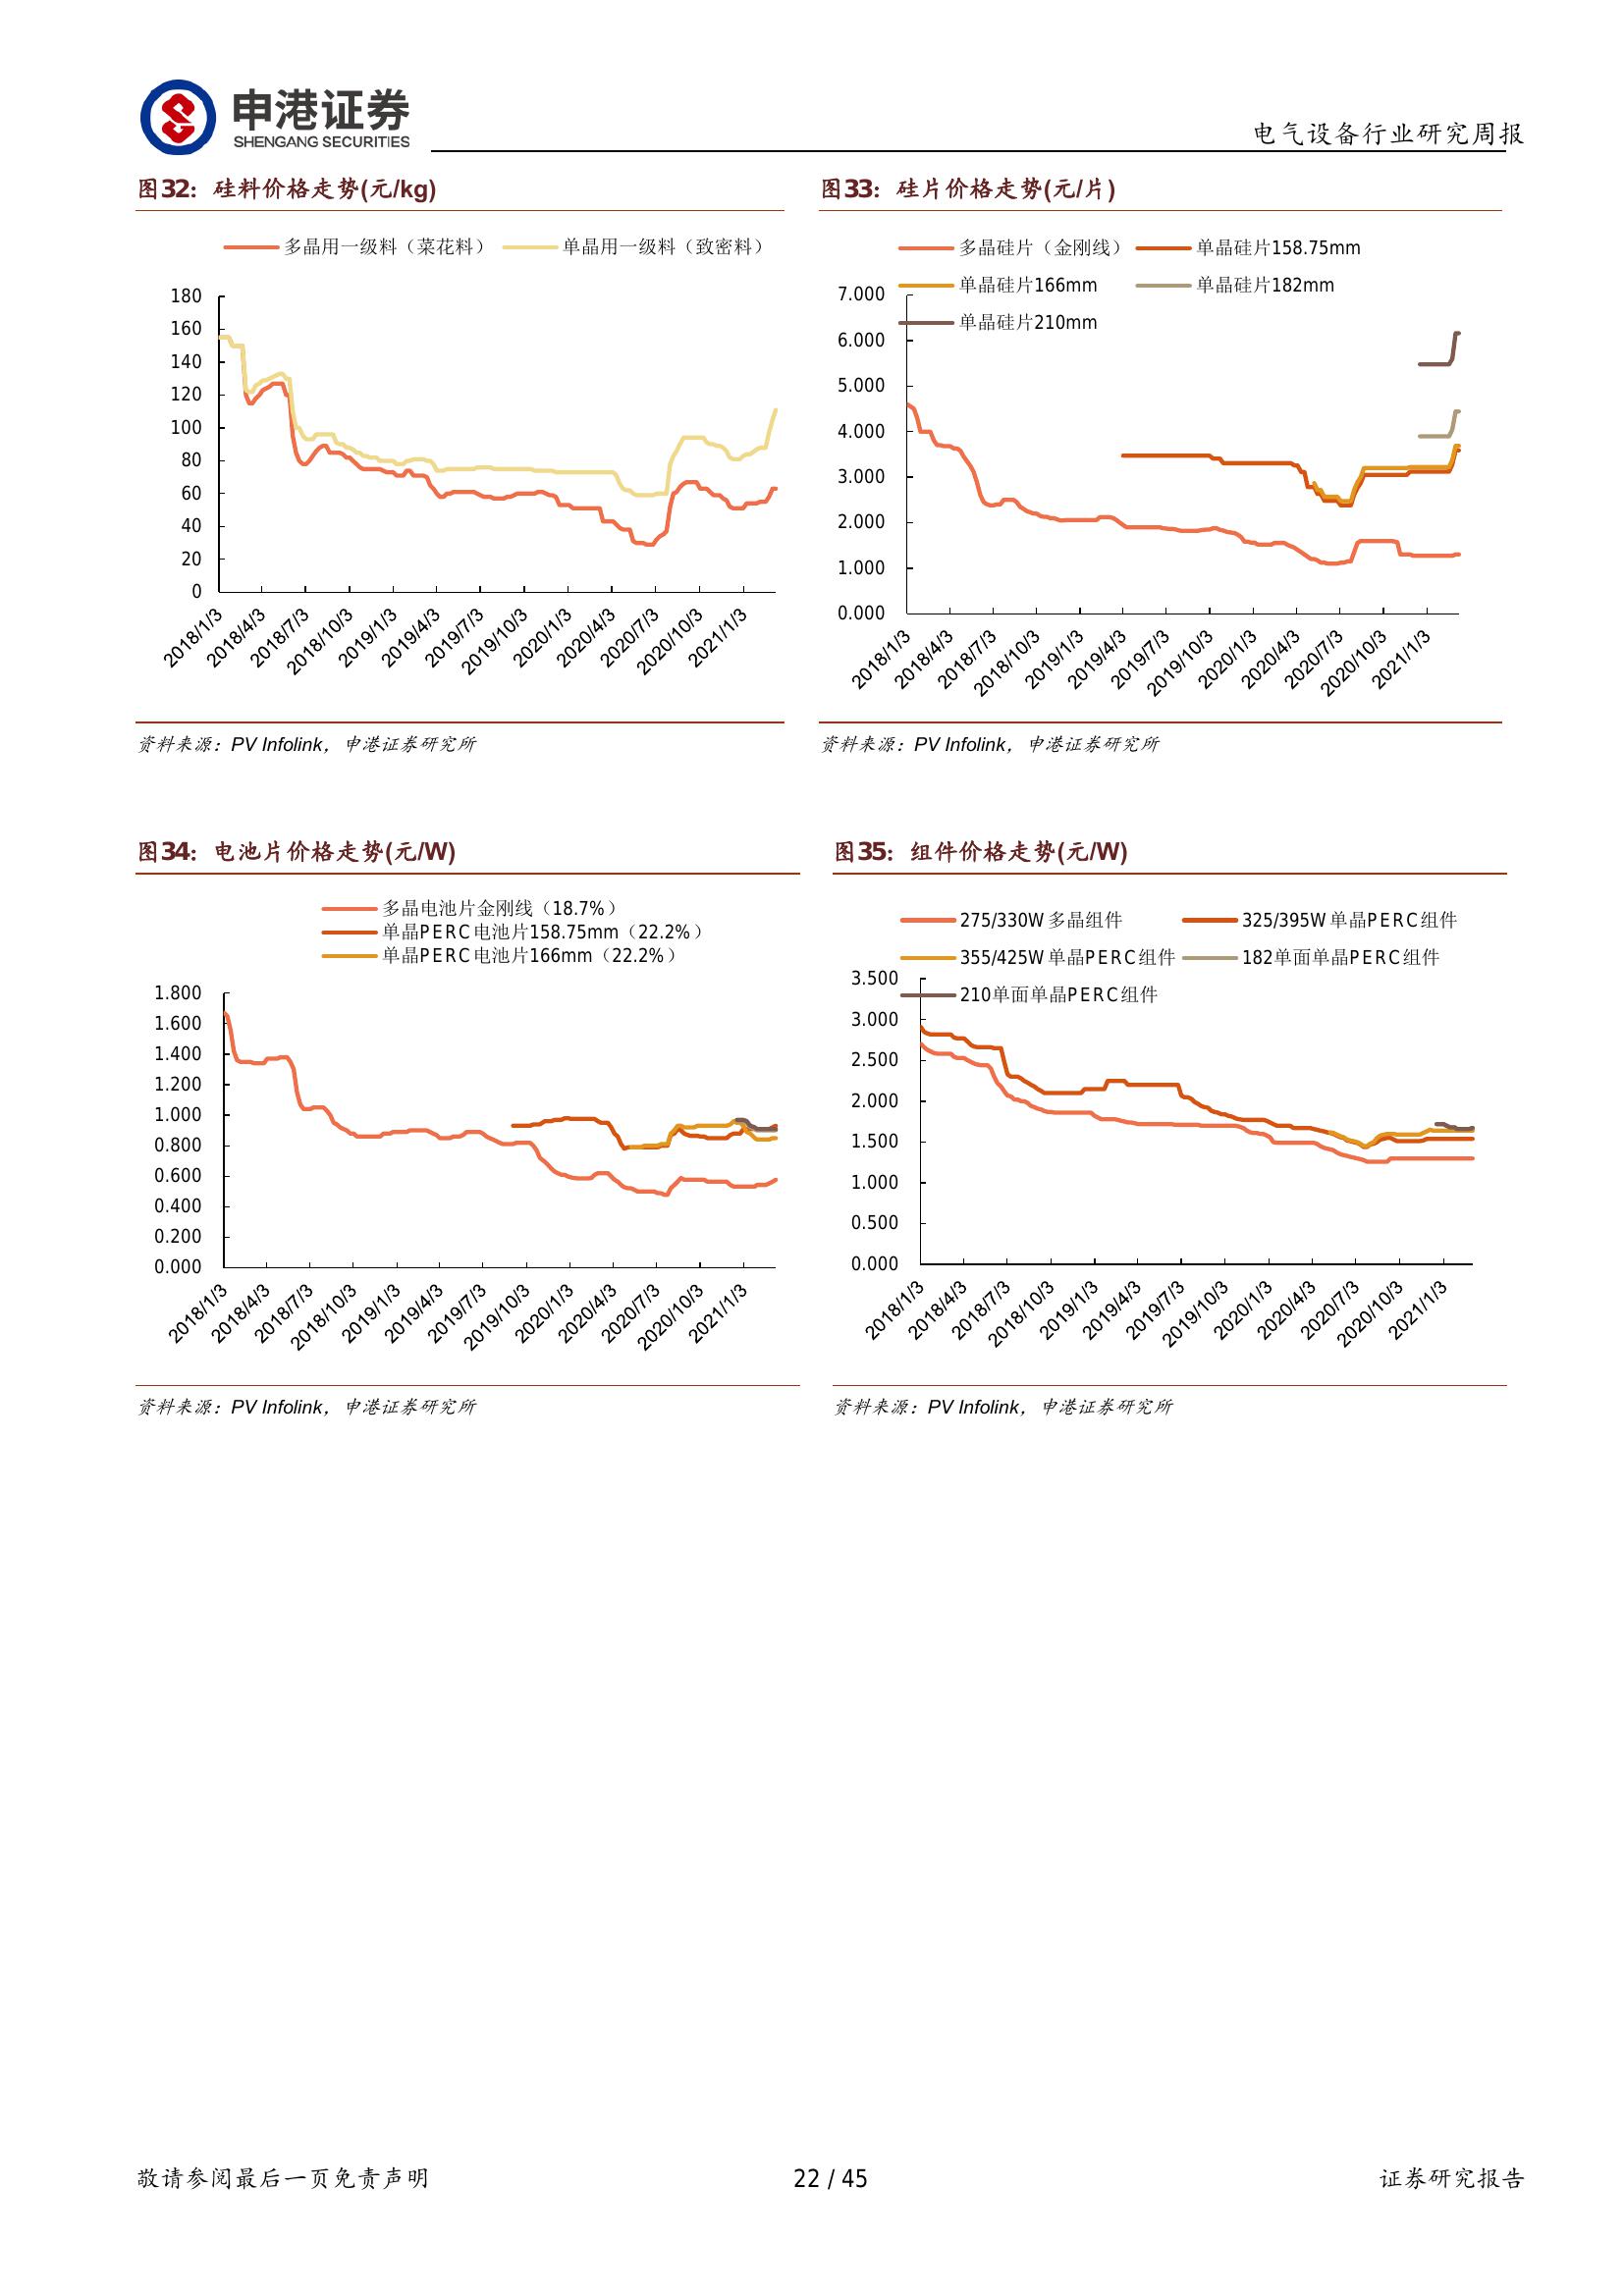 申港证券
SHENGANG SECURITIES
电气设备行业研究周报
图32：硅料价格走势(元/kg)
多晶用一级料（菜花料） 单晶用一级料（致密料）
180
160
140
120
100
80
60
40
20
0
2018/1/3 2018/4/3 2018/7/3 2018/10/3 2019/1/3 2019/4/3 2019/7/3 2019/10/3 2020/1/3 2020/4/3 2020/7/3 2020/10/3 2021/1/3
资料来源：PV Infolink，申港证券研究所
图33：硅片价格走势(元/片)
多晶硅片（金刚线） 单晶硅片158.75mm
单晶硅片166mm 单晶硅片182mm
单晶硅片210mm
7.000
6.000
5.000
4.000
3.000
2.000
1.000
0.000
2018/1/3 2018/4/3 2018/7/3 2018/10/3 2019/1/3 2019/4/3 2019/7/3 2019/10/3 2020/1/3 2020/4/3 2020/7/3 2020/10/3 2021/1/3
资料来源：PV Infolink，申港证券研究所
图34：电池片价格走势(元/W)
多晶电池片金刚线（18.7%）
单晶PERC电池片158.75mm（22.2%）
单晶PERC电池片166mm（22.2%）
1.800
1.600
1.400
1.200
1.000
0.800
0.600
0.400
0.200
0.000
2018/1/3 2018/4/3 2018/7/3 2018/10/3 2019/1/3 2019/4/3 2019/7/3 2019/10/3 2020/1/3 2020/4/3 2020/7/3 2020/10/3 2021/1/3
资料来源：PV Infolink，申港证券研究所
图35：组件价格走势(元/W)
275/330W多晶组件 325/395W单晶PERC组件
355/425W单晶PERC组件 182单面单晶PERC组件
210单面单晶PERC组件
3.500
3.000
2.500
2.000
1.500
1.000
0.500
0.000
2018/1/3 2018/4/3 2018/7/3 2018/10/3 2019/1/3 2019/4/3 2019/7/3 2019/10/3 2020/1/3 2020/4/3 2020/7/3 2020/10/3 2021/1/3
资料来源：PV Infolink，申港证券研究所
敬请参阅最后一页免责声明 22 / 45 证券研究报告